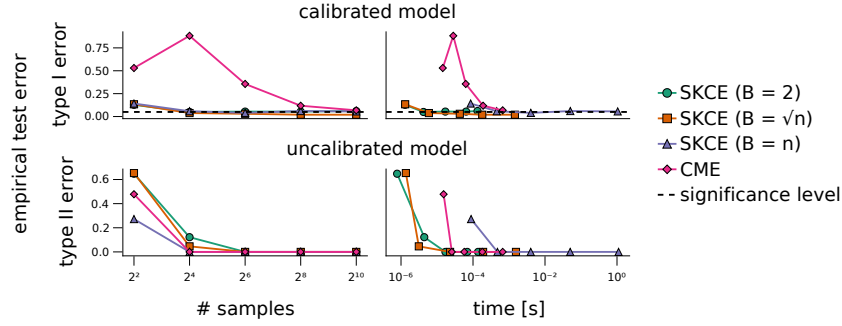 calibrated model
empirical test error
type I error
0.75
0.50
0.25
0.00
uncalibrated model
type II error
0.6
0.4
0.2
0.0
2² 2⁴ 2⁶ 2⁸ 2¹⁰
# samples
10⁻⁶ 10⁻⁴ 10⁻² 10⁰
time [s]
SKCE (B = 2)
SKCE (B = √n)
SKCE (B = n)
CME
significance level